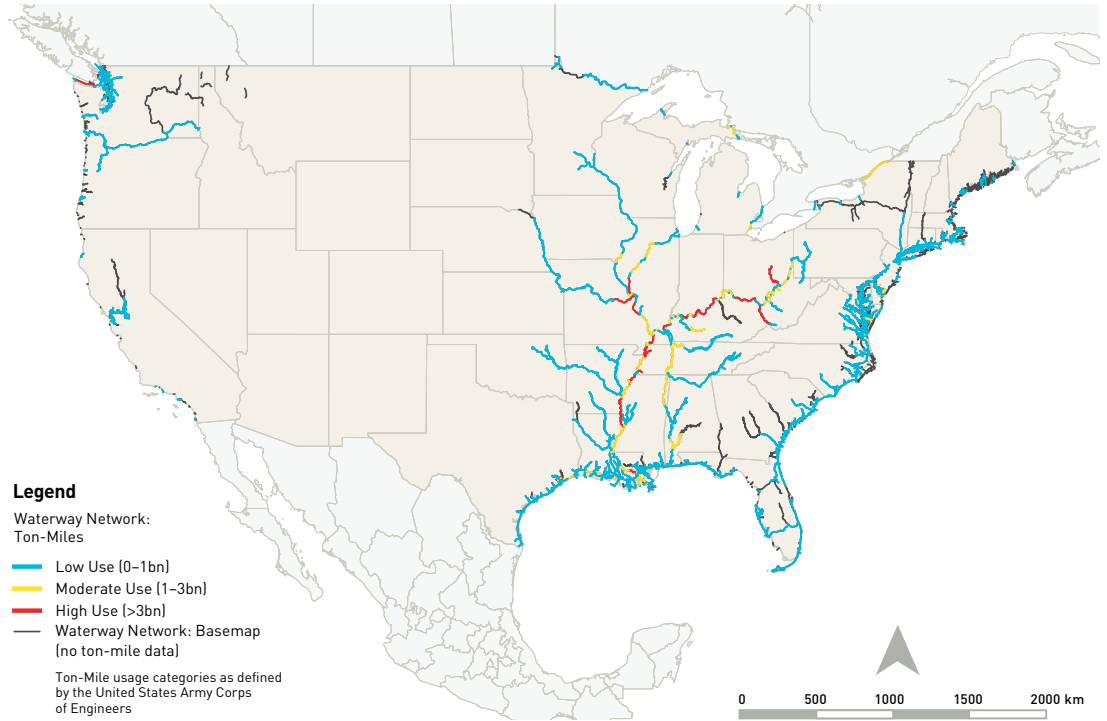 Legend
Waterway Network:
Ton-Miles
Low Use (0–1bn)
Moderate Use (1–3bn)
High Use (>3bn)
Waterway Network: Basemap
(no ton-mile data)
Ton-Mile usage categories as defined
by the United States Army Corps
of Engineers
0 500 1000 1500 2000 km